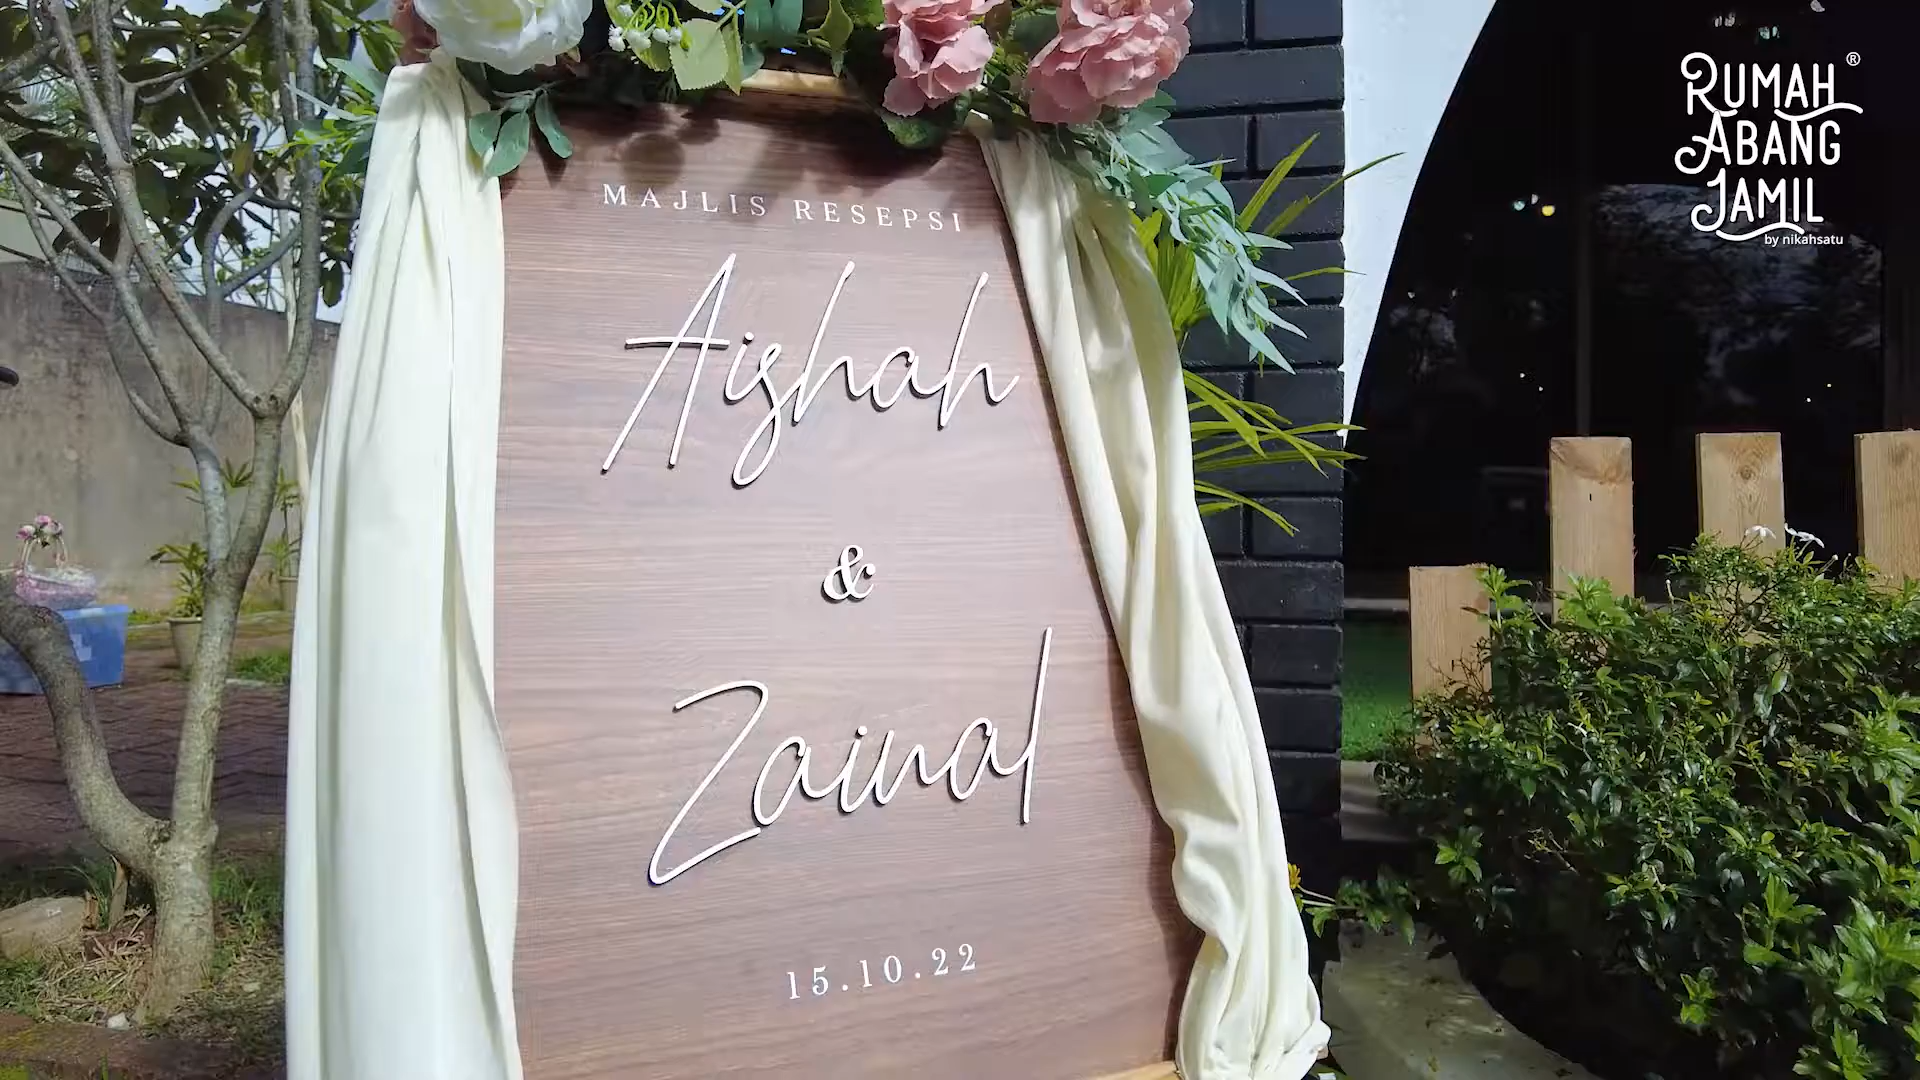 MAJLIS RESEPSI
Aishah
&
Zainal
15.10.22
RUMAH ®
ABANG
JAMIL
by nikahsatu